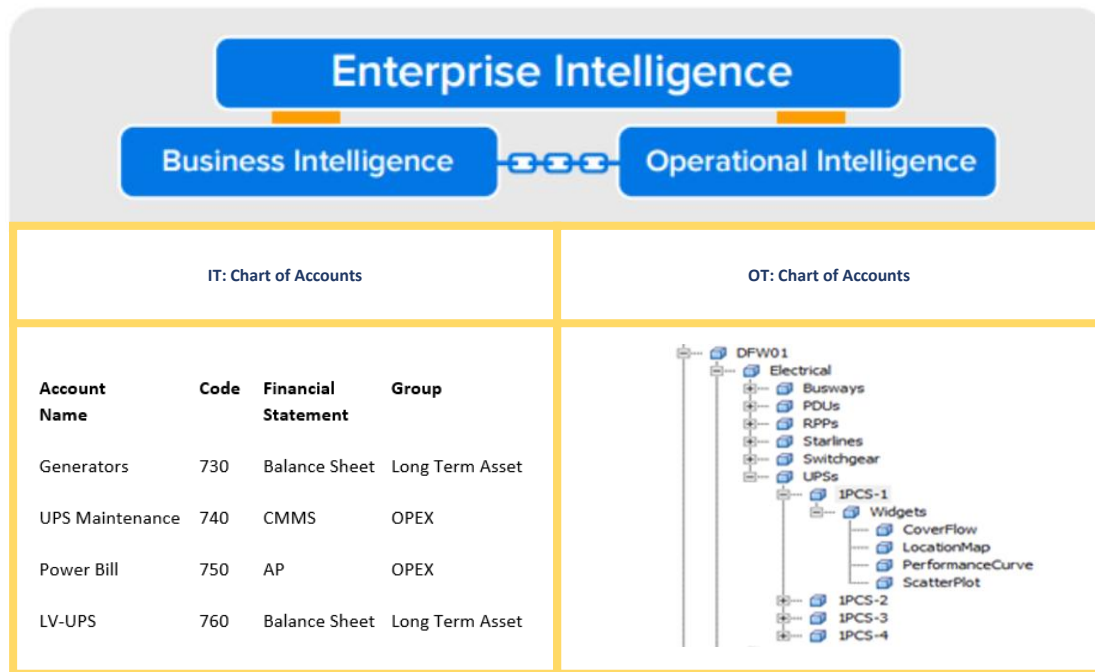 Enterprise Intelligence
Business Intelligence
Operational Intelligence
IT: Chart of Accounts
OT: Chart of Accounts
Account Name Code Financial Statement Group
Generators 730 Balance Sheet Long Term Asset
UPS Maintenance 740 CMMS OPEX
Power Bill 750 AP OPEX
LV-UPS 760 Balance Sheet Long Term Asset
DFW01
Electrical
Busways
PDUs
RPPs
Starlines
Switchgear
UPSs
1PCS-1
Widgets
CoverFlow
LocationMap
PerformanceCurve
ScatterPlot
1PCS-2
1PCS-3
1PCS-4